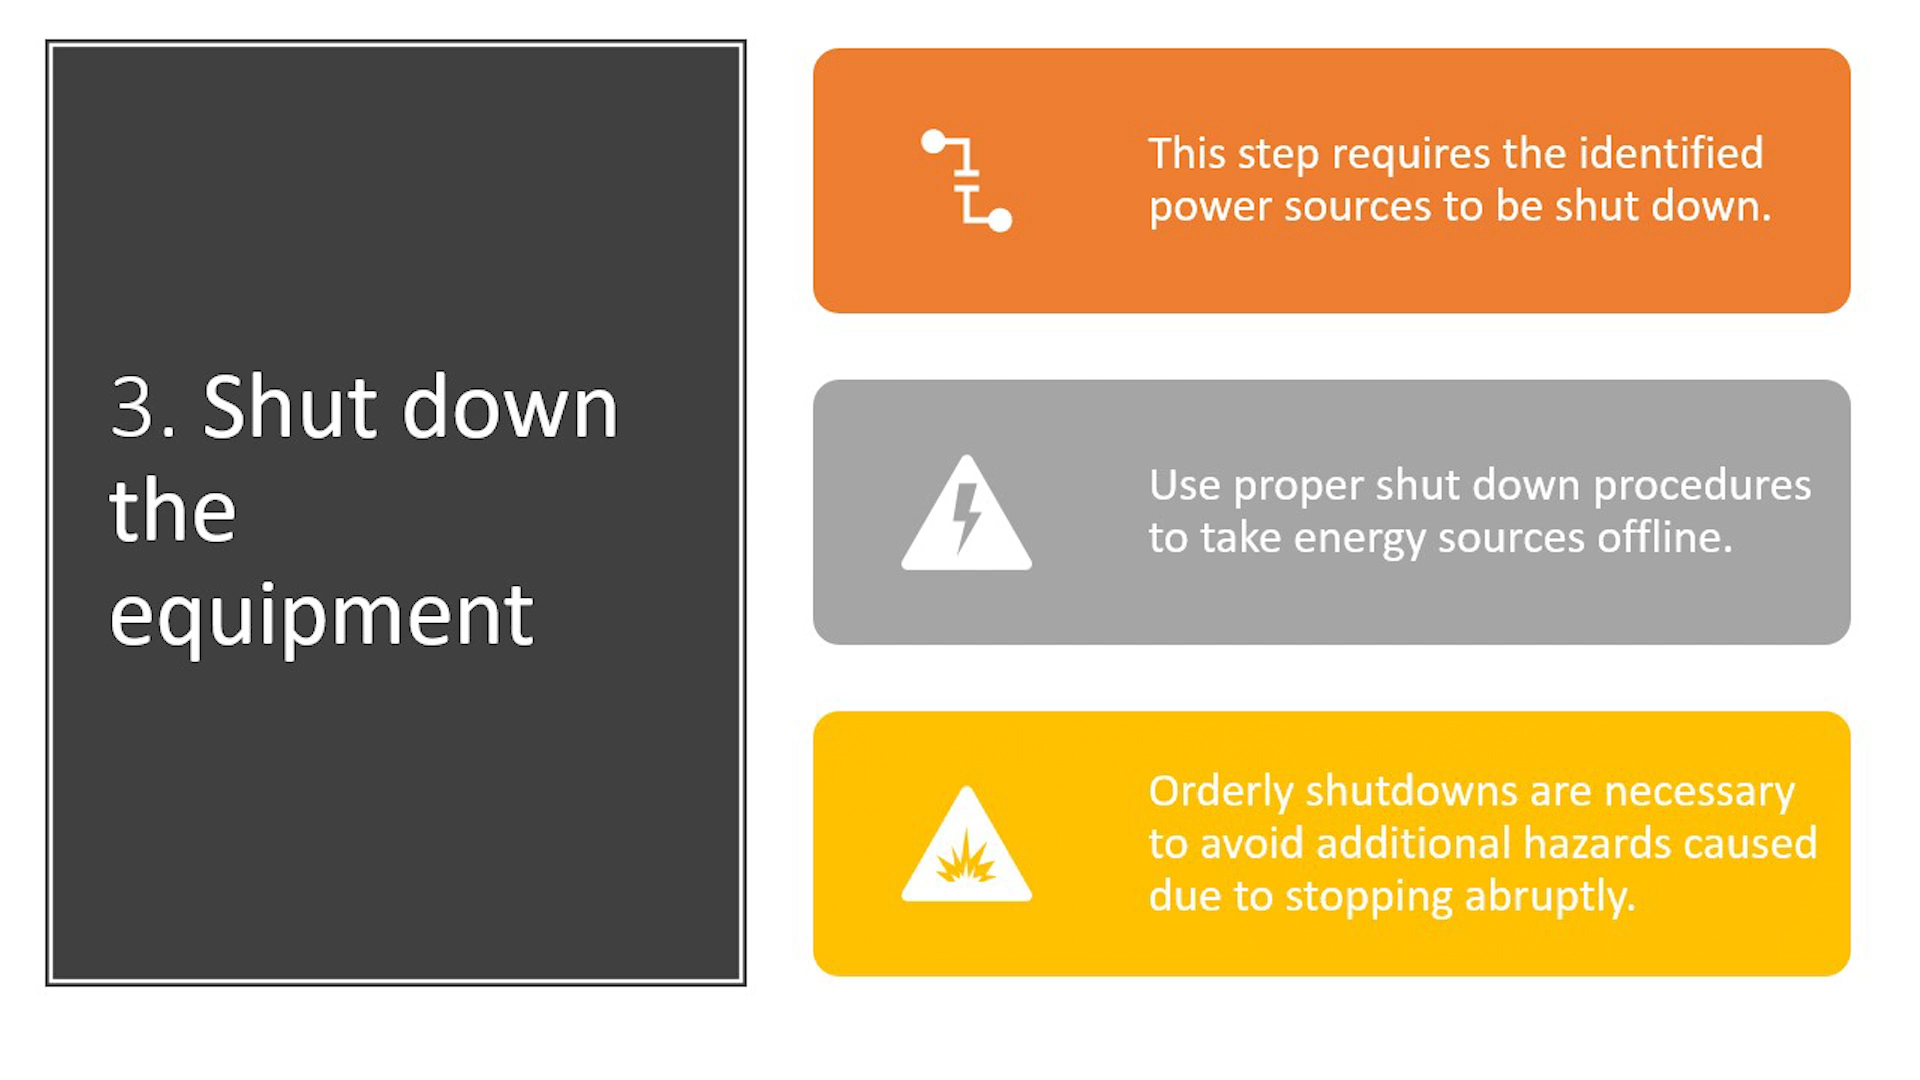 3. Shut down
the
equipment
This step requires the identified
power sources to be shut down.
Use proper shut down procedures
to take energy sources offline.
Orderly shutdowns are necessary
to avoid additional hazards caused
due to stopping abruptly.